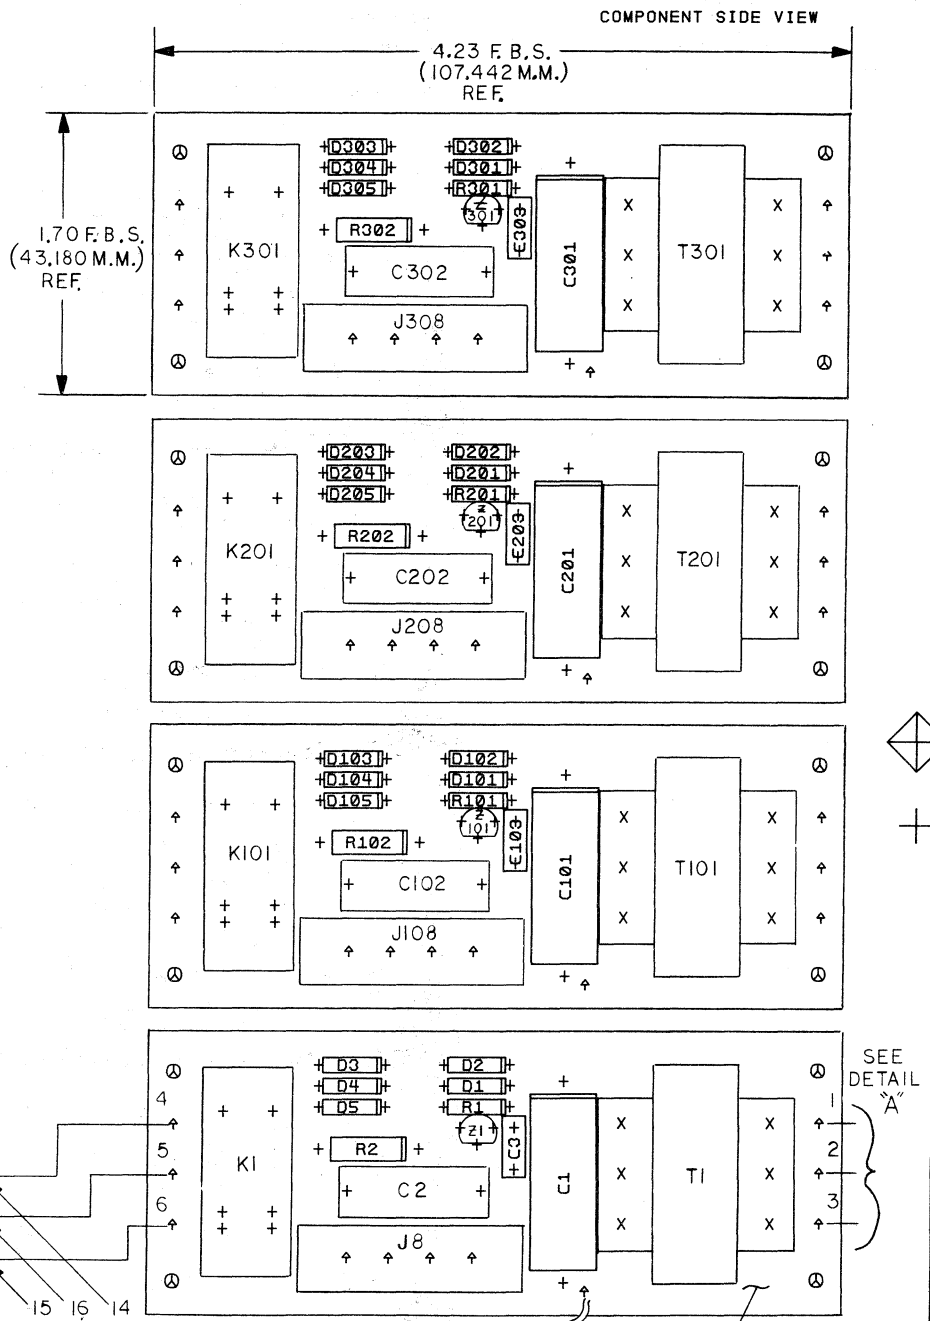 COMPONENT SIDE VIEW
4.23 F.B.S.
(107.442 M.M.)
REF.
1.70 F.B.S.
(43.180 M.M.)
REF.
D303 D302
D304 D301
D305 R301
Z
301
C303
R302
K301
C302
C301
T301
J308
D203 D202
D204 D201
D205 R201
Z
201
C203
R202
K201
C202
C201
T201
J208
D103 D102
D104 D101
D105 R101
Z
101
C103
R102
K101
C102
C101
T101
J108
D3 D2
D4 D1
D5 R1
Z1
C3
R2
K1
C2
C1
T1
J8
4
5
6
1
2
3
SEE
DETAIL
"A"
15 16 14